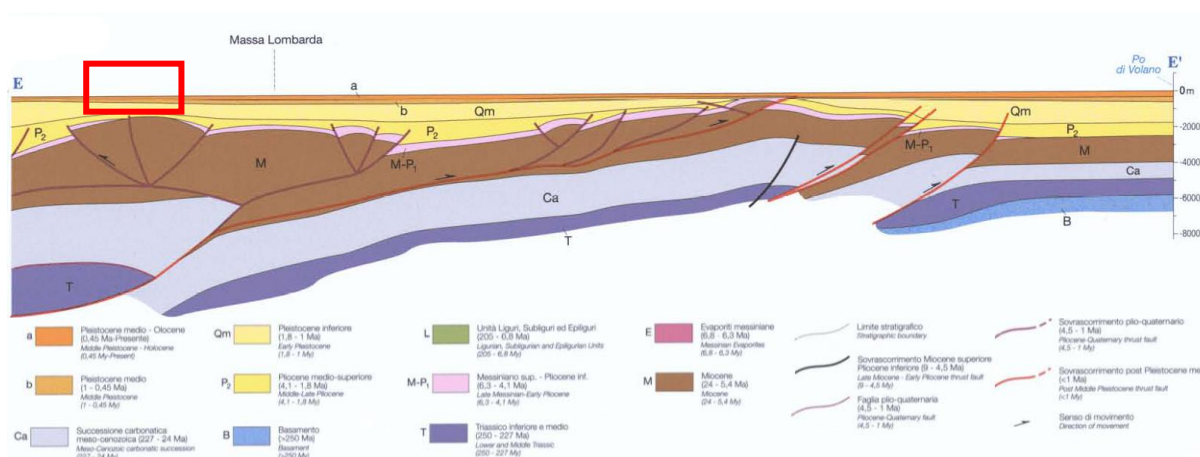 Massa Lombarda
E
a
Po
di Volano
E'
0m
b
Qm
Qm
P2
P2
P2
-2000
M
M-P1
M-P1
M
-4000
Ca
Ca
T
-6000
T
B
T
-8000
a
Pleistocene medio - Olocene
(0,45 Ma-Presente)
Middle Pleistocene - Holocene
(0,45 My-Present)
b
Pleistocene medio
(1 - 0,45 Ma)
Middle Pleistocene
(1 - 0,45 My)
Ca
Successione carbonatica
meso-cenozoica (227 - 24 Ma)
Meso-Cenozoic carbonatic succession
(227 - 24 My)
Qm
Pleistocene inferiore
(1,8 - 1 Ma)
Early Pleistocene
(1,8 - 1 My)
P2
Pliocene medio-superiore
(4,1 - 1,8 Ma)
Middle-Late Pliocene
(4,1 - 1,8 My)
B
Basamento
(>250 Ma)
Basament
(>250 My)
L
Unità Liguri, Subliguri ed Epiliguri
(205 - 6,8 Ma)
Ligurian, Subligurian and Epiligurian Units
(205 - 6,8 My)
M-P1
Messiniano sup. - Pliocene inf.
(6,3 - 4,1 Ma)
Late Messinian-Early Pliocene
(6,3 - 4,1 My)
T
Triassico inferiore e medio
(250 - 227 Ma)
Lower and Middle Triassic
(250 - 227 My)
E
Evaporiti messiniane
(6,8 - 6,3 Ma)
Messinian Evaporites
(6,8 - 6,3 My)
M
Miocene
(24 - 5,4 Ma)
Miocene
(24 - 5,4 My)
Limite stratigrafico
Stratigraphic boundary
Sovrascorrimento Miocene superiore
Pliocene inferiore (9 - 4,5 Ma)
Late Miocene - Early Pliocene thrust fault
(9 - 4,5 My)
Faglia plio-quaternaria
(4,5 - 1 Ma)
Pliocene-Quaternary fault
(4,5 - 1 My)
Sovrascorrimento plio-quaternario
(4,5 - 1 Ma)
Pliocene-Quaternary thrust fault
(4,5 - 1 My)
Sovrascorrimento post Pleistocene me
(<1 Ma)
Post Middle Pleistocene thrust fault
(<1 My)
Senso di movimento
Direction of movement